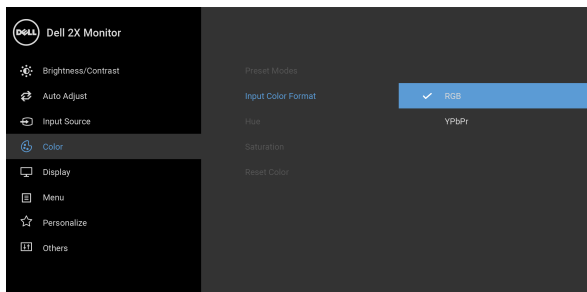 DELL
Dell 2X Monitor
Brightness/Contrast
Auto Adjust
Input Source
Color
Display
Menu
Personalize
Others
Preset Modes
Input Color Format
Hue
Saturation
Reset Color
RGB
YPbPr